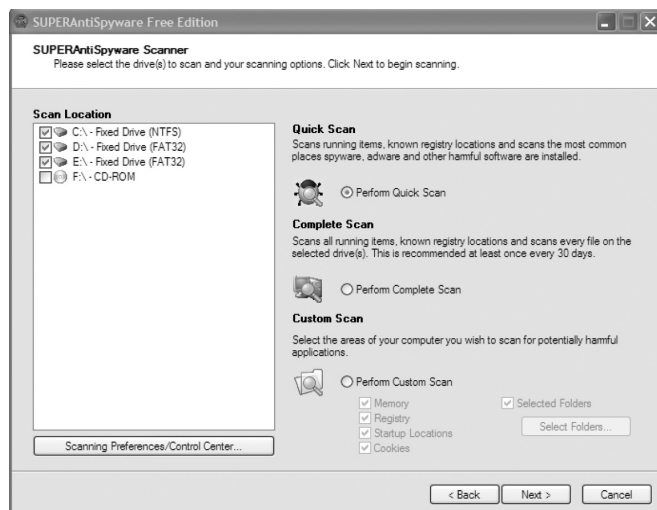 SUPERAntiSpyware Free Edition
SUPERAntiSpyware Scanner
Please select the drive(s) to scan and your scanning options. Click Next to begin scanning.
Scan Location
C:\ - Fixed Drive (NTFS)
D:\ - Fixed Drive (FAT32)
E:\ - Fixed Drive (FAT32)
F:\ - CD-ROM
Scanning Preferences/Control Center...
Quick Scan
Scans running items, known registry locations and scans the most common
places spyware, adware and other harmful software are installed.
Perform Quick Scan
Complete Scan
Scans all running items, known registry locations and scans every file on the
selected drive(s). This is recommended at least once every 30 days.
Perform Complete Scan
Custom Scan
Select the areas of your computer you wish to scan for potentially harmful
applications.
Perform Custom Scan
Memory
Selected Folders
Registry
Select Folders...
Startup Locations
Cookies
< Back
Next >
Cancel